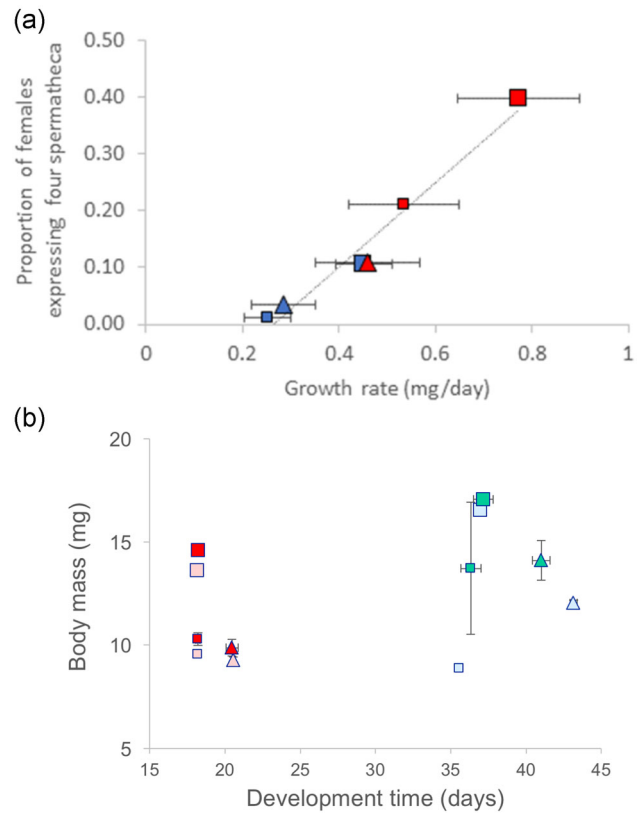 (a)
Proportion of females
expressing four spermatheca
0.50
0.40
0.30
0.20
0.10
0.00
0 0.2 0.4 0.6 0.8 1
Growth rate (mg/day)
(b)
Body mass (mg)
20
15
10
5
15 20 25 30 35 40 45
Development time (days)